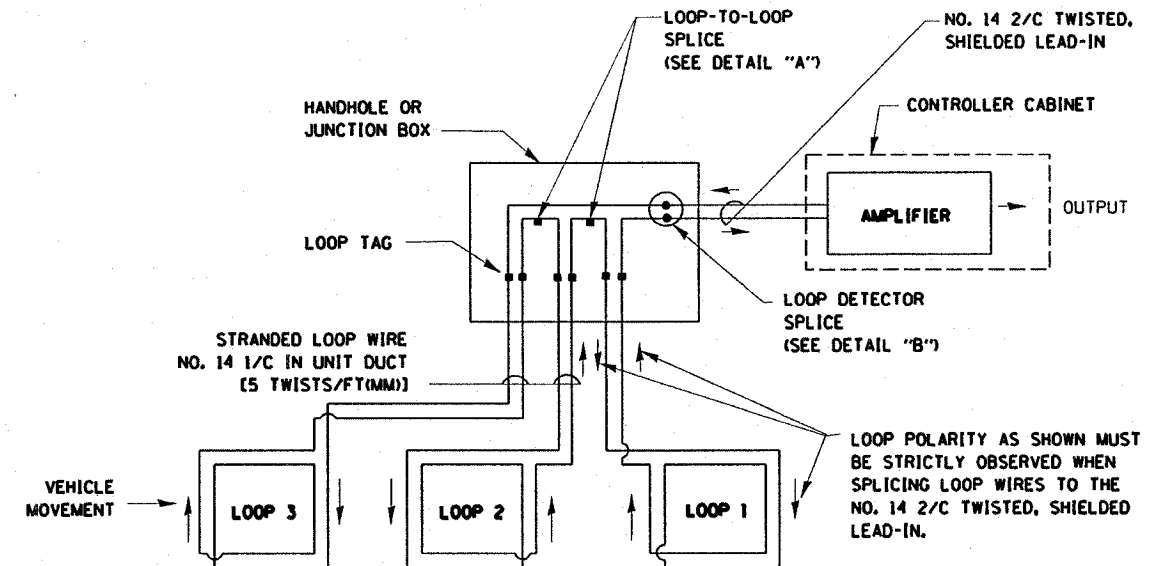 LOOP-TO-LOOP
SPLICE
(SEE DETAIL "A")
NO. 14 2/C TWISTED,
SHIELDED LEAD-IN
HANDHOLE OR
JUNCTION BOX
CONTROLLER CABINET
AMPLIFIER
OUTPUT
LOOP TAG
LOOP DETECTOR
SPLICE
(SEE DETAIL "B")
STRANDED LOOP WIRE
NO. 14 1/C IN UNIT DUCT
[5 TWISTS/FT(MM)]
LOOP POLARITY AS SHOWN MUST
BE STRICTLY OBSERVED WHEN
SPLICING LOOP WIRES TO THE
NO. 14 2/C TWISTED, SHIELDED
LEAD-IN.
VEHICLE
MOVEMENT
LOOP 3
LOOP 2
LOOP 1